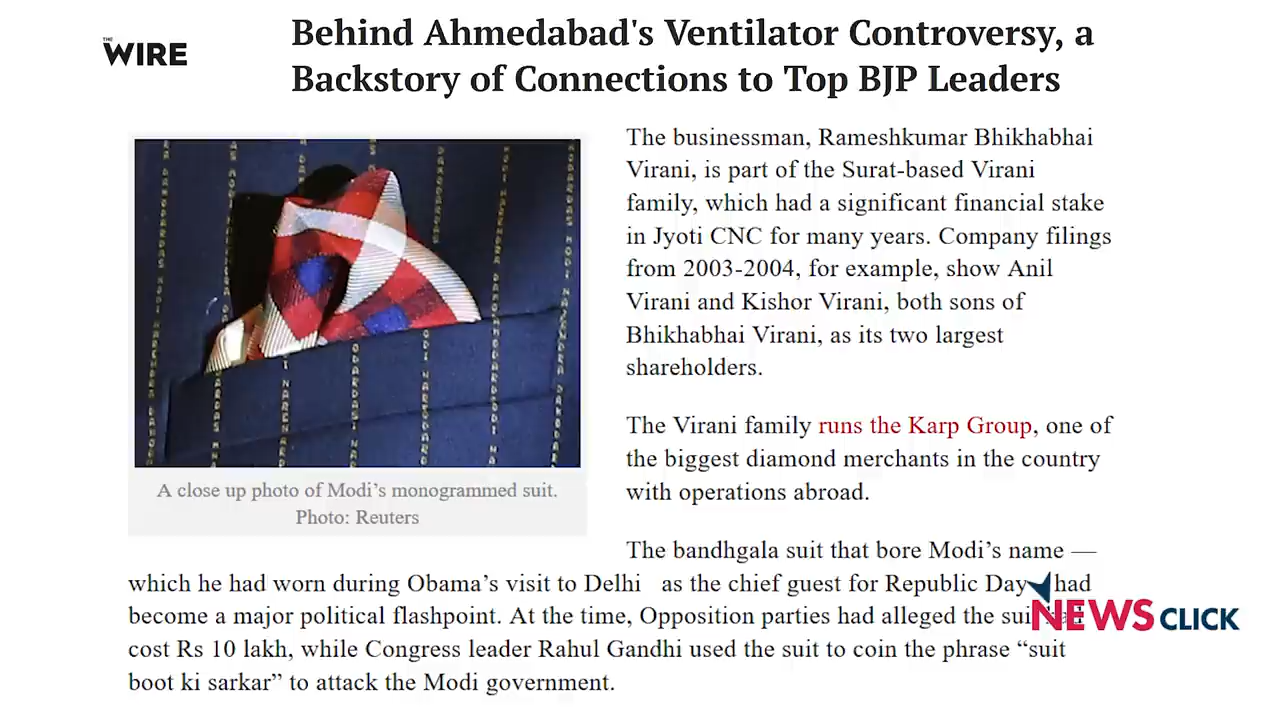 THE
WIRE
Behind Ahmedabad's Ventilator Controversy, a
Backstory of Connections to Top BJP Leaders
A close up photo of Modi’s monogrammed suit.
Photo: Reuters
The businessman, Rameshkumar Bhikhabhai
Virani, is part of the Surat-based Virani
family, which had a significant financial stake
in Jyoti CNC for many years. Company filings
from 2003-2004, for example, show Anil
Virani and Kishor Virani, both sons of
Bhikhabhai Virani, as its two largest
shareholders.
The Virani family runs the Karp Group, one of
the biggest diamond merchants in the country
with operations abroad.
The bandhgala suit that bore Modi’s name —
which he had worn during Obama’s visit to Delhi as the chief guest for Republic Day had
become a major political flashpoint. At the time, Opposition parties had alleged the
cost Rs 10 lakh, while Congress leader Rahul Gandhi used the suit to coin the phrase “suit
boot ki sarkar” to attack the Modi government.
NEWSCLICK